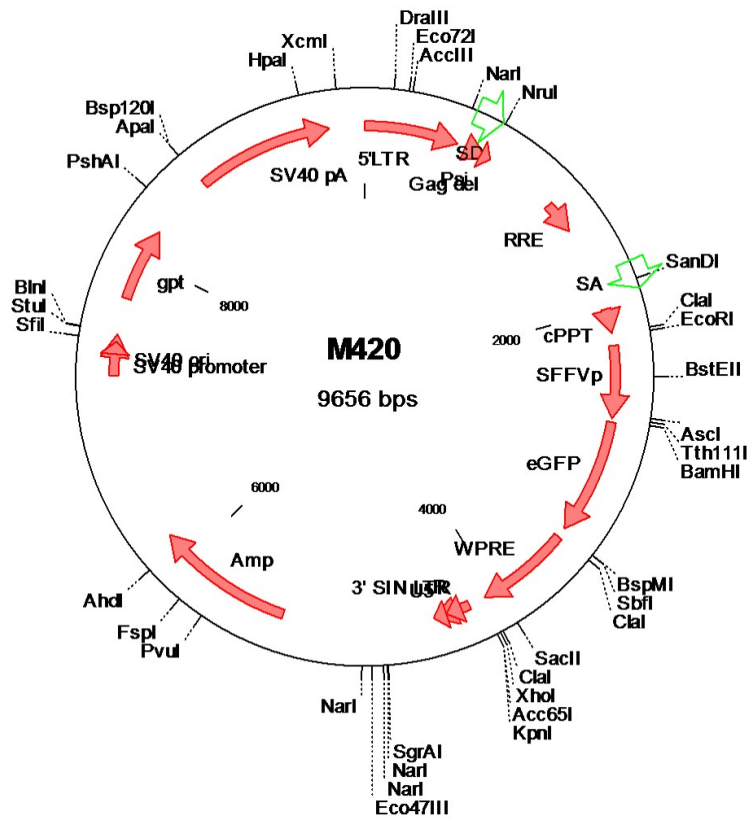 DraIII
Eco72I
AccIII
XcmI
HpaI
NarI
NruI
Bsp120I
ApaI
PshAI
SV40 pA
5'LTR
SD
Psi
Gag del
RRE
SA
SanDI
gpt
8000
BlnI
StuI
SfiI
ClaI
EcoRI
2000
cPPT
M420
SV40 ori
SV40 promoter
SFFVp
BstEII
9656 bps
AscI
Tth111I
BamHI
eGFP
6000
4000
WPRE
Amp
3' SIN LTR
U5
BspMI
SbfI
ClaI
AhdI
FspI
PvuI
SacII
ClaI
XhoI
Acc65I
KpnI
NarI
SgrAI
NarI
NarI
Eco47III